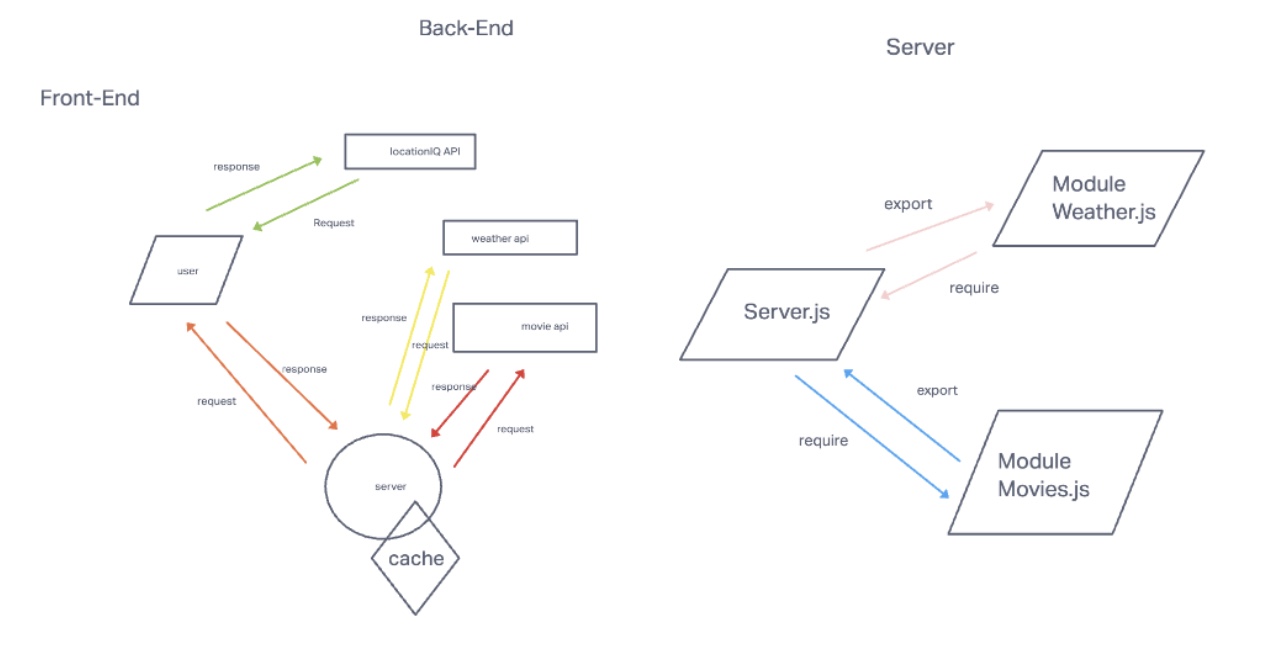 Back-End
Server
Front-End
locationIQ API
response
Request
weather api
user
response
request
movie api
response
request
response
request
server
cache
Module
Weather.js
export
require
Server.js
export
require
Module
Movies.js